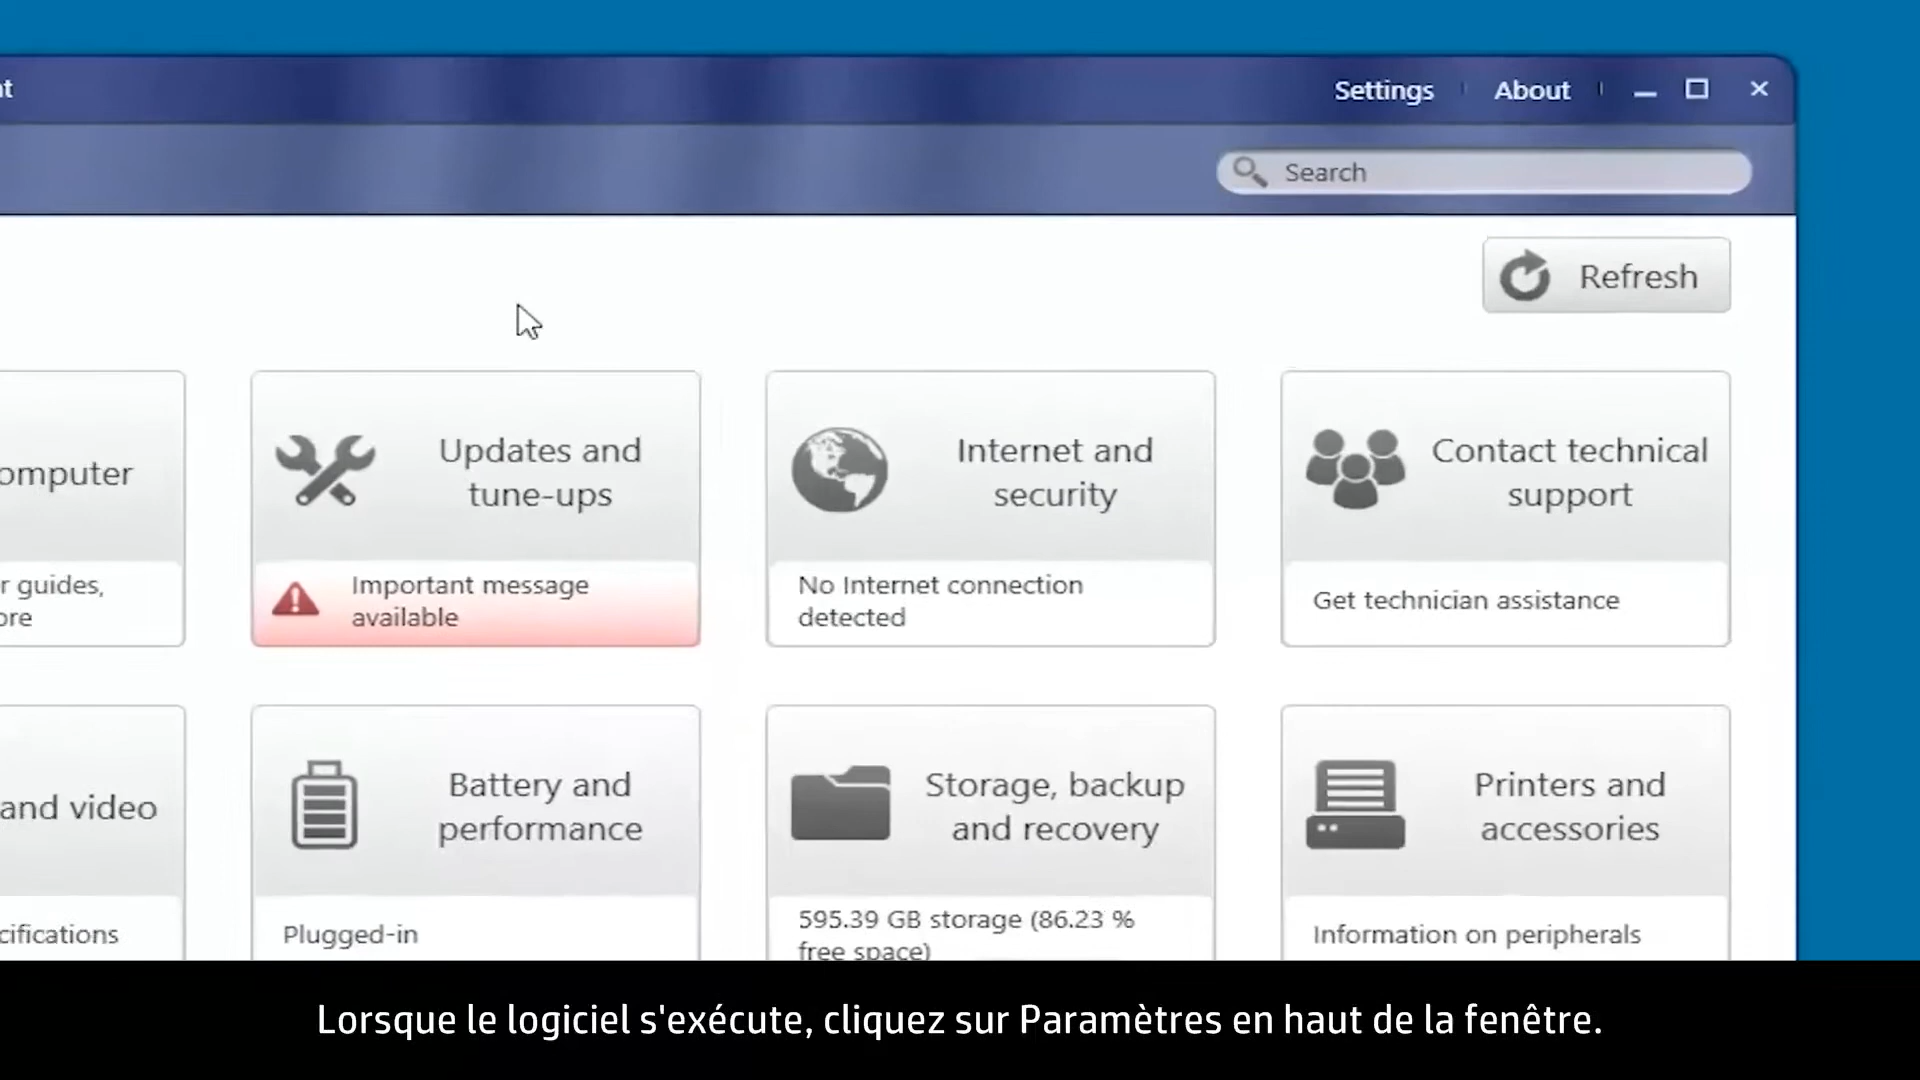 Settings
About
Search
Refresh
Updates and
tune-ups
Important message
available
Internet and
security
No Internet connection
detected
Contact technical
support
Get technician assistance
r guides,
and video
Battery and
performance
Plugged-in
Storage, backup
and recovery
595.39 GB storage (86.23 %
free space)
Printers and
accessories
Information on peripherals
Lorsque le logiciel s'exécute, cliquez sur Paramètres en haut de la fenêtre.